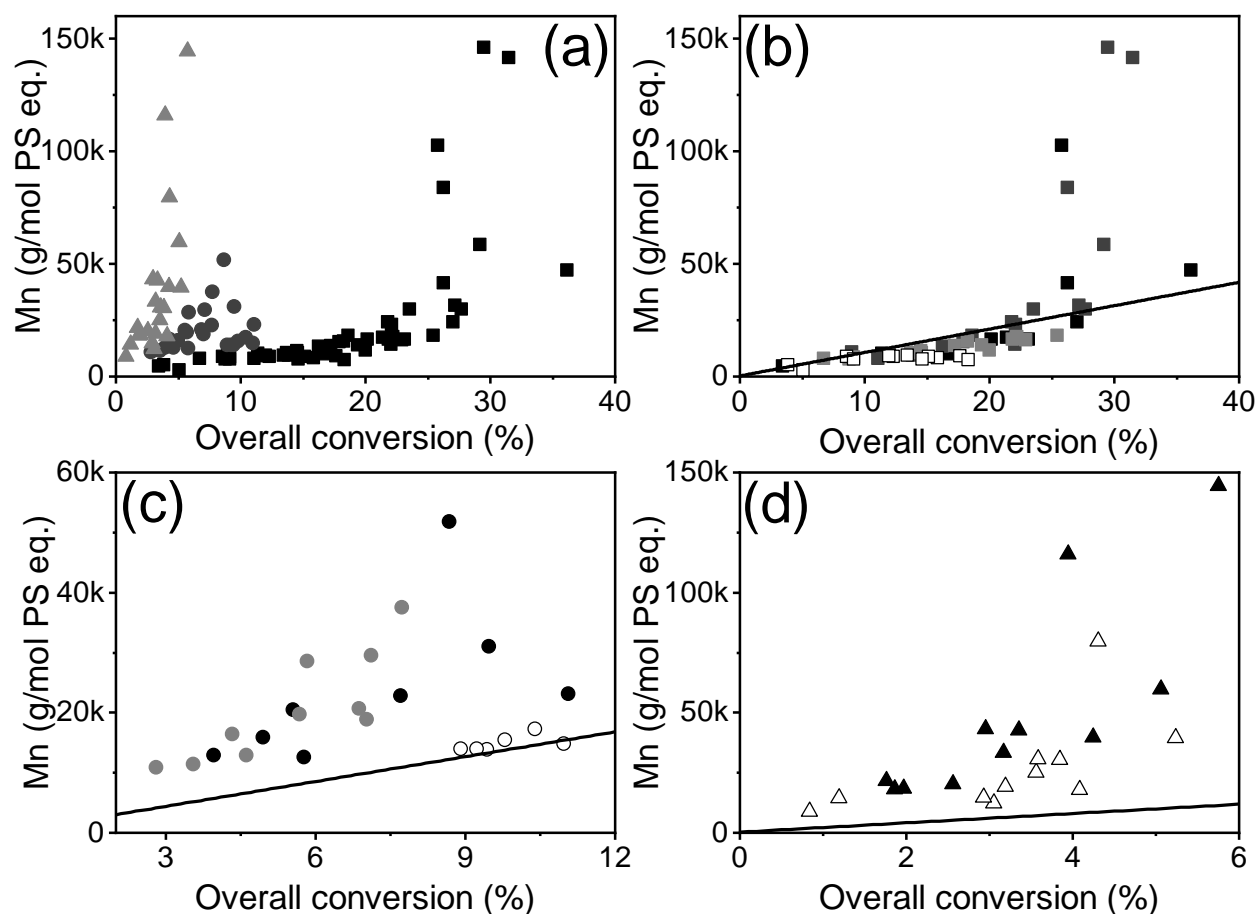 (a)
150k
100k
50k
0
Mn (g/mol PS eq.)
0 10 20 30 40
Overall conversion (%)
(b)
150k
100k
50k
0
Mn (g/mol PS eq.)
0 10 20 30 40
Overall conversion (%)
(c)
60k
40k
20k
0
Mn (g/mol PS eq.)
3 6 9 12
Overall conversion (%)
(d)
150k
100k
50k
0
Mn (g/mol PS eq.)
0 2 4 6
Overall conversion (%)